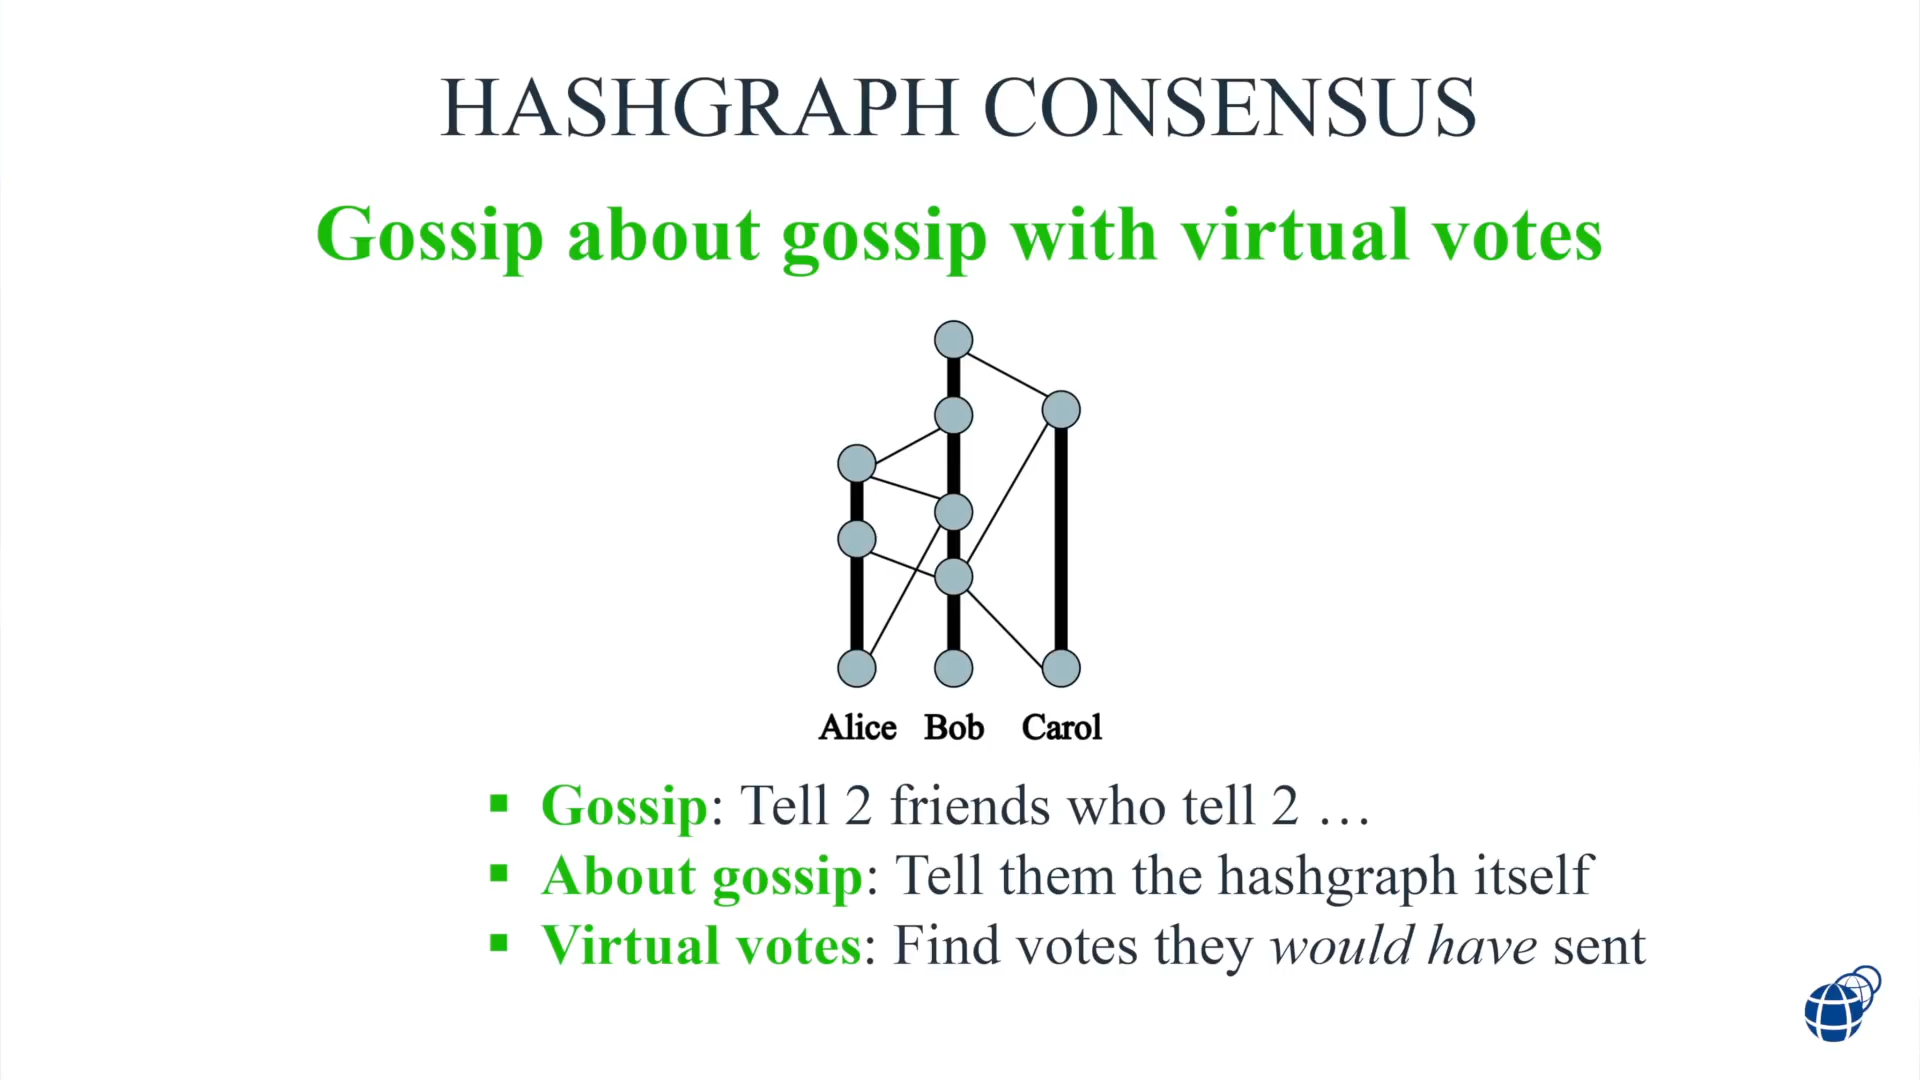 HASHGRAPH CONSENSUS
Gossip about gossip with virtual votes
Alice Bob Carol
▪ Gossip: Tell 2 friends who tell 2 …
▪ About gossip: Tell them the hashgraph itself
▪ Virtual votes: Find votes they would have sent